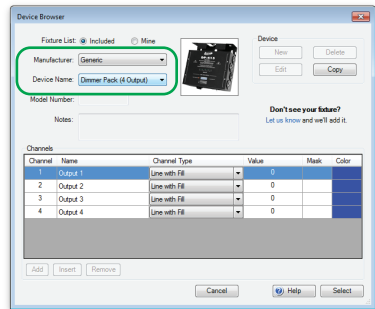 Device Browser
Fixture List: Included Mine
Device
New Delete
Manufacturer: Generic
Edit Copy
Device Name: Dimmer Pack (4 Output)
Model Number:
Don't see your fixture?
Notes:
Let us know and we'll add it.
Channels
Channel Name Channel Type Value Mask Color
1 Output 1 Line with Fill 0
2 Output 2 Line with Fill 0
3 Output 3 Line with Fill 0
4 Output 4 Line with Fill 0
Add Insert Remove
Cancel Help Select